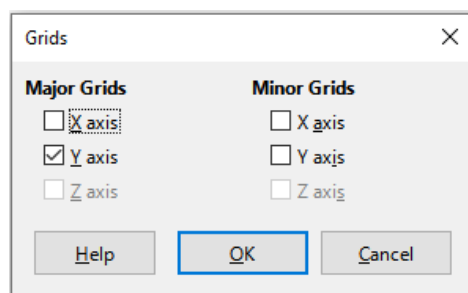 Grids
Major Grids Minor Grids
X axis X axis
Y axis Y axis
Z axis Z axis
Help OK Cancel